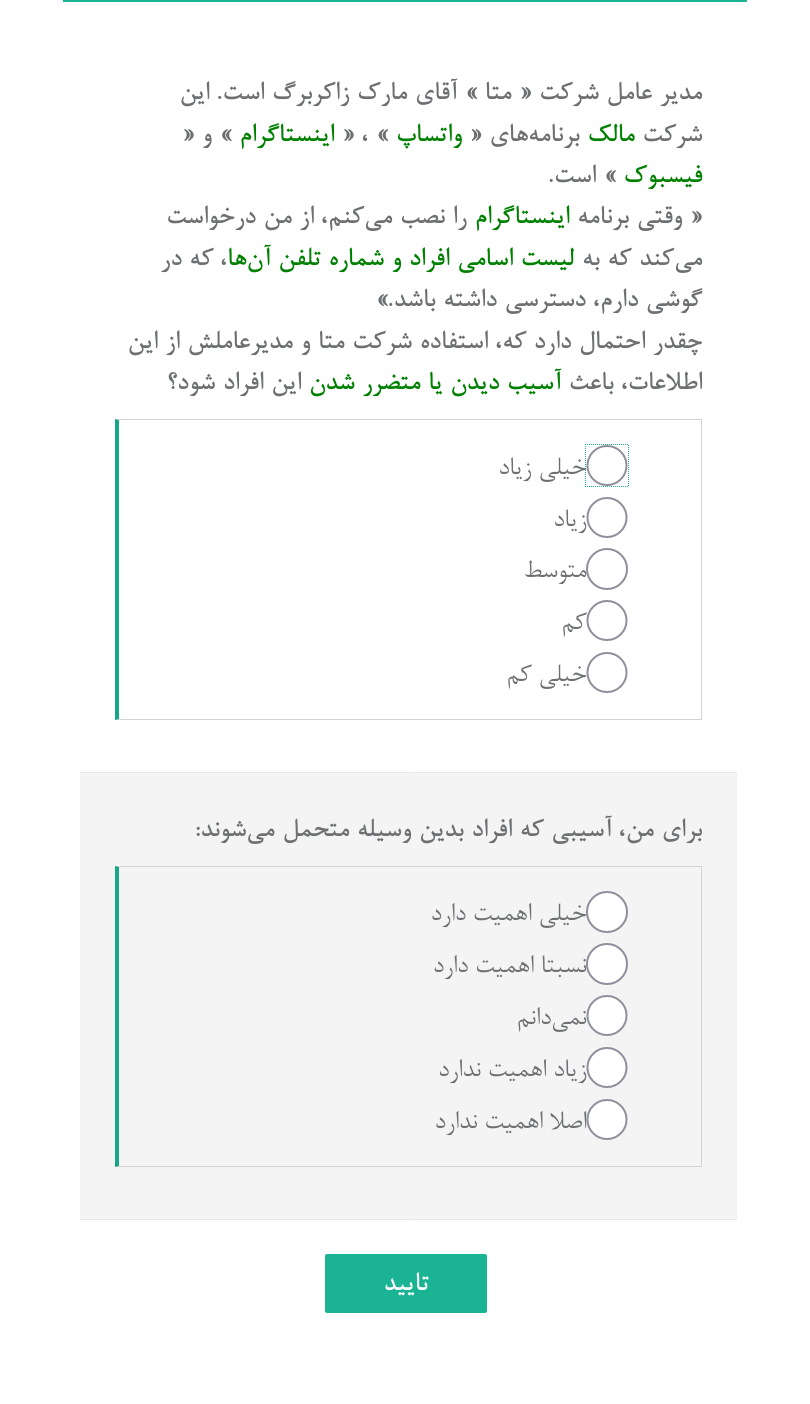 مدیر عامل شرکت « متا » آقای مارک زاکربرگ است. این
شرکت مالک برنامه‌های « واتساپ » ، « اینستاگرام » و «
فیسبوک » است.
« وقتی برنامه اینستاگرام را نصب می‌کنم، از من درخواست
می‌کند که به لیست اسامی افراد و شماره تلفن آن‌ها، که در
گوشی دارم، دسترسی داشته باشد.»
چقدر احتمال دارد که، استفاده شرکت متا و مدیرعاملش از این
اطلاعات، باعث آسیب دیدن یا متضرر شدن این افراد شود؟
خیلی زیاد
زیاد
متوسط
کم
خیلی کم
برای من، آسیبی که افراد بدین وسیله متحمل می‌شوند:
خیلی اهمیت دارد
نسبتا اهمیت دارد
نمی‌دانم
زیاد اهمیت ندارد
اصلا اهمیت ندارد
تایید